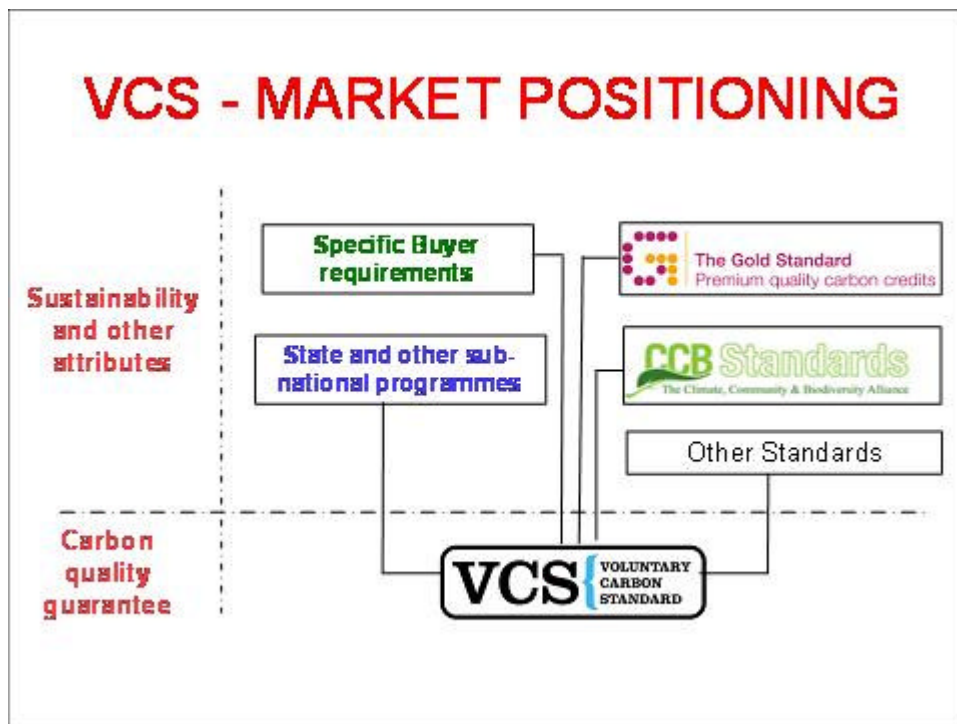 VCS - MARKET POSITIONING
Sustainability
and other
attributes
Specific Buyer
requirements
The Gold Standard
Premium quality carbon credits
State and other sub-
national programmes
CCB Standards
The Climate, Community & Biodiversity Alliance
Other Standards
Carbon
quality
guarantee
VCS
VOLUNTARY
CARBON
STANDARD